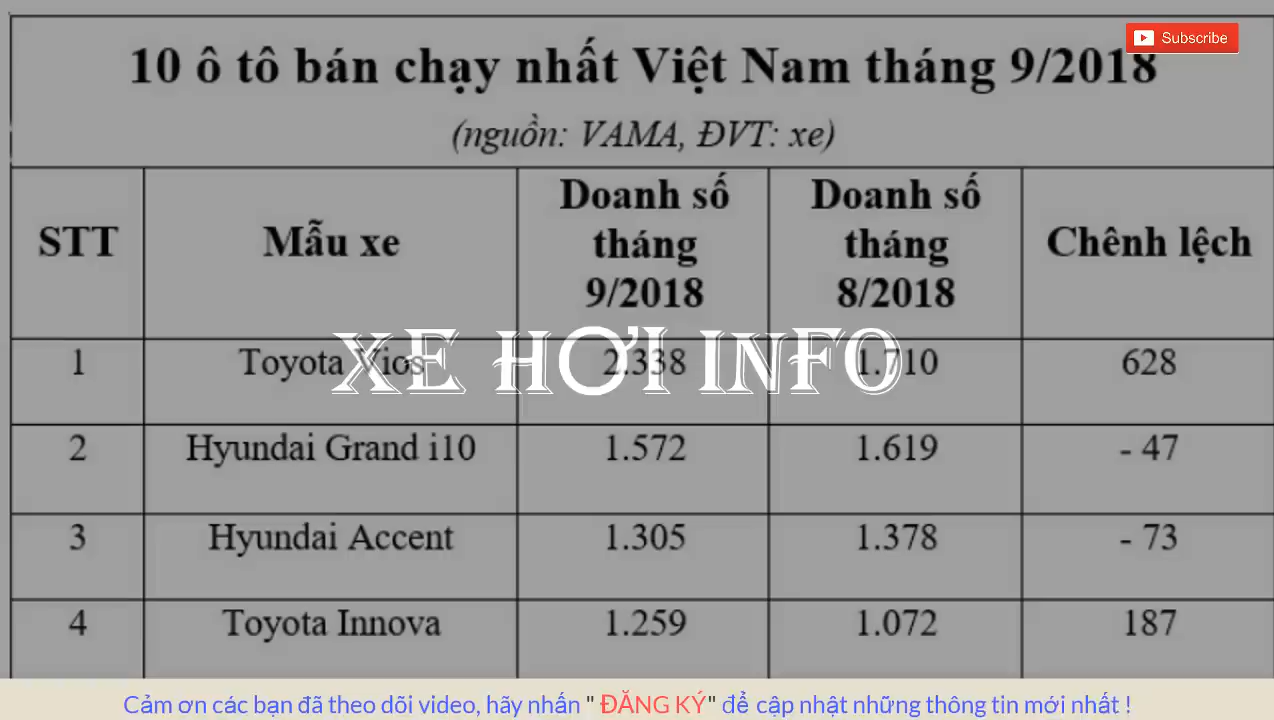 Subscribe
10 ô tô bán chạy nhất Việt Nam tháng 9/2018
(nguồn: VAMA, ĐVT: xe)
STT Mẫu xe Doanh số tháng 9/2018 Doanh số tháng 8/2018 Chênh lệch
XE HƠI INFO
1 Toyota Vios 2.338 1.710 628
2 Hyundai Grand i10 1.572 1.619 - 47
3 Hyundai Accent 1.305 1.378 - 73
4 Toyota Innova 1.259 1.072 187
Cảm ơn các bạn đã theo dõi video, hãy nhấn " ĐĂNG KÝ" để cập nhật những thông tin mới nhất !